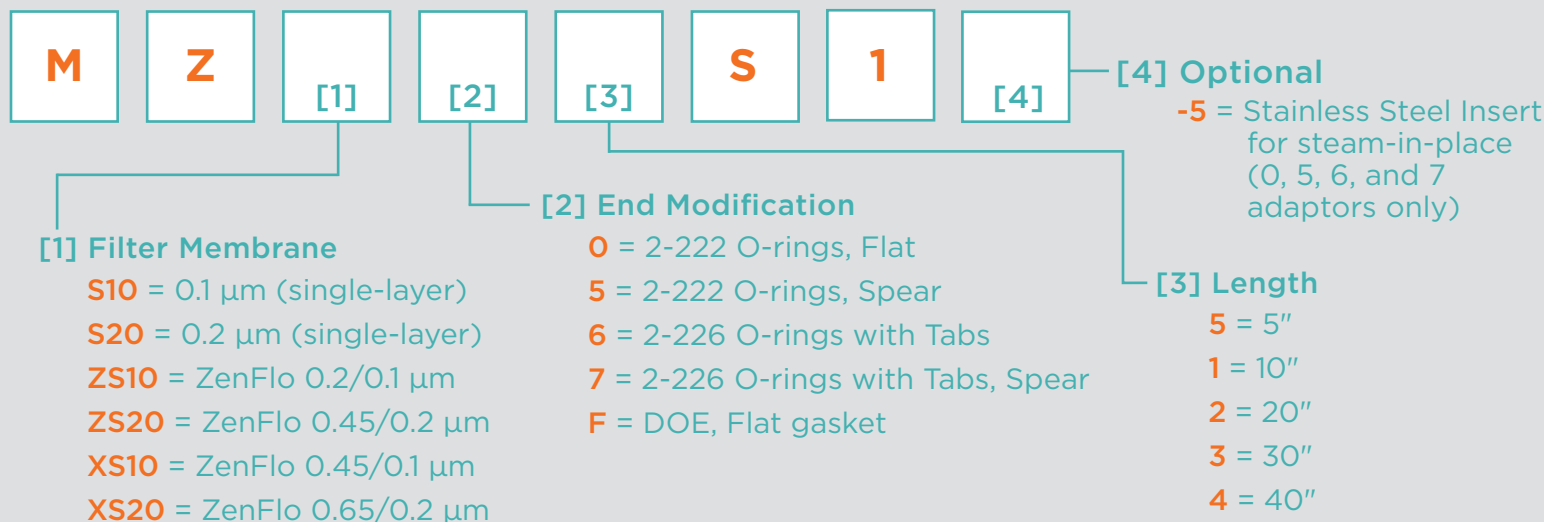 M Z [1] [2] [3] S 1 [4]
[4] Optional
-5 = Stainless Steel Insert
for steam-in-place
(0, 5, 6, and 7
adaptors only)
[1] Filter Membrane
S10 = 0.1 µm (single-layer)
S20 = 0.2 µm (single-layer)
ZS10 = ZenFlo 0.2/0.1 µm
ZS20 = ZenFlo 0.45/0.2 µm
XS10 = ZenFlo 0.45/0.1 µm
XS20 = ZenFlo 0.65/0.2 µm
[2] End Modification
0 = 2-222 O-rings, Flat
5 = 2-222 O-rings, Spear
6 = 2-226 O-rings with Tabs
7 = 2-226 O-rings with Tabs, Spear
F = DOE, Flat gasket
[3] Length
5 = 5"
1 = 10"
2 = 20"
3 = 30"
4 = 40"